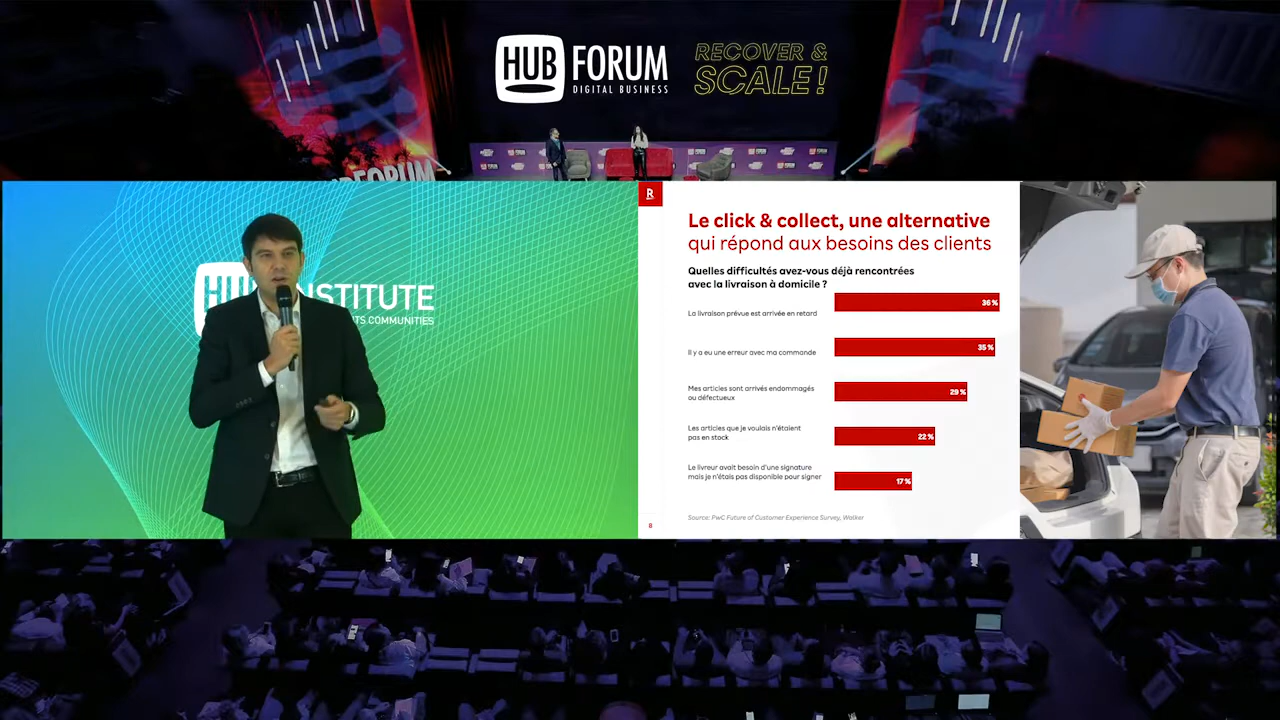 HUB FORUM
DIGITAL BUSINESS
RECOVER &
SCALE!
FORUM
HUB INSTITUTE
COMMUNITIES
R
Le click & collect, une alternative
qui répond aux besoins des clients
Quelles difficultés avez-vous déjà rencontrées
avec la livraison à domicile ?
La livraison prévue est arrivée en retard
36 %
Il y a eu une erreur avec ma commande
35 %
Mes articles sont arrivés endommagés
ou défectueux
29 %
Les articles que je voulais n'étaient
pas en stock
22 %
Le livreur avait besoin d'une signature
mais je n'étais pas disponible pour signer
17 %
Source: PwC Future of Customer Experience Survey, Walker
8